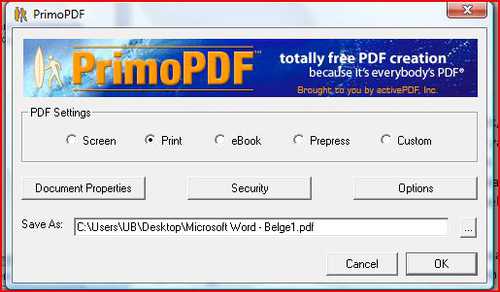 PrimoPDF
PrimoPDF™ totally free PDF creation™
because it's everybody's PDF®
Brought to you by activePDF, Inc.
PDF Settings
Screen Print eBook Prepress Custom
Document Properties Security Options
Save As: C:\Users\UB\Desktop\Microsoft Word - Belge1.pdf ...
Cancel OK